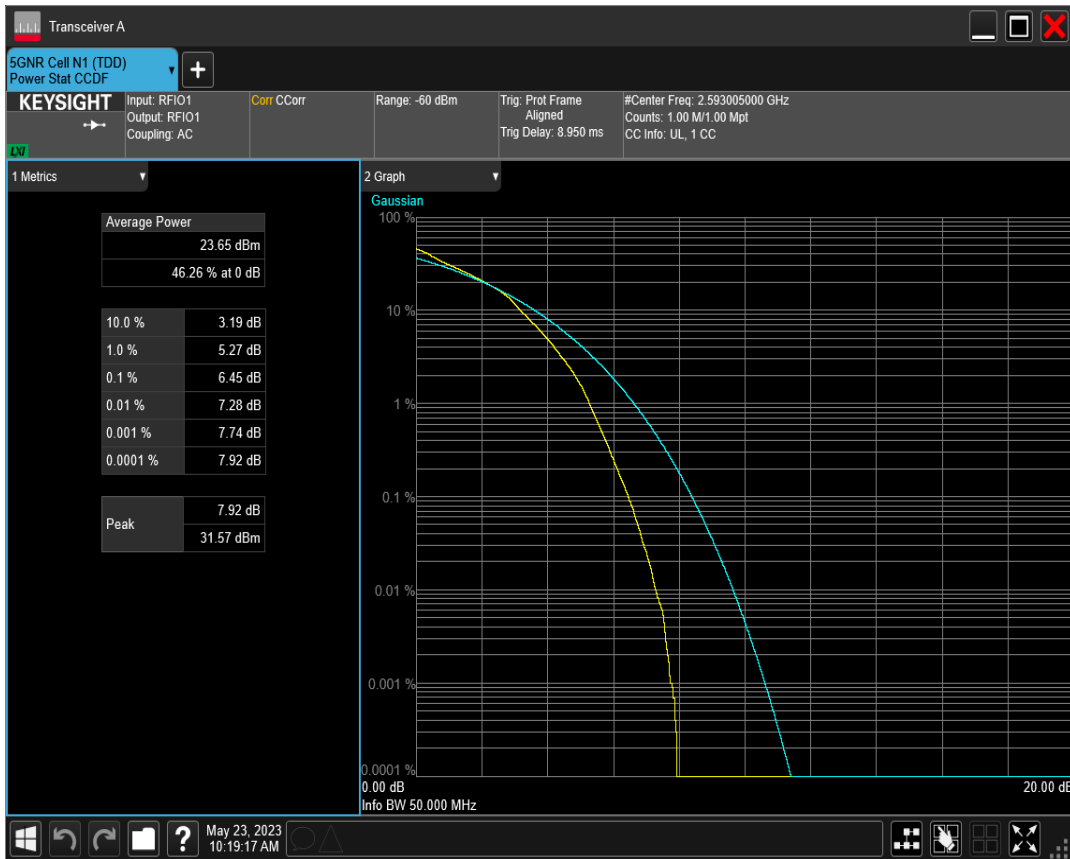 Transceiver A
5GNR Cell N1 (TDD)
Power Stat CCDF
KEYSIGHT
LXI
Input: RFIO1
Output: RFIO1
Coupling: AC
Corr CCorr
Range: -60 dBm
Trig: Prot Frame
Aligned
Trig Delay: 8.950 ms
#Center Freq: 2.593005000 GHz
Counts: 1.00 M/1.00 Mpt
CC Info: UL, 1 CC
1 Metrics
Average Power
23.65 dBm
46.26 % at 0 dB
10.0 % 3.19 dB
1.0 % 5.27 dB
0.1 % 6.45 dB
0.01 % 7.28 dB
0.001 % 7.74 dB
0.0001 % 7.92 dB
Peak 7.92 dB
31.57 dBm
2 Graph
Gaussian
100 %
10 %
1 %
0.1 %
0.01 %
0.001 %
0.0001 %
0.00 dB 20.00 dB
Info BW 50.000 MHz
?
May 23, 2023
10:19:17 AM